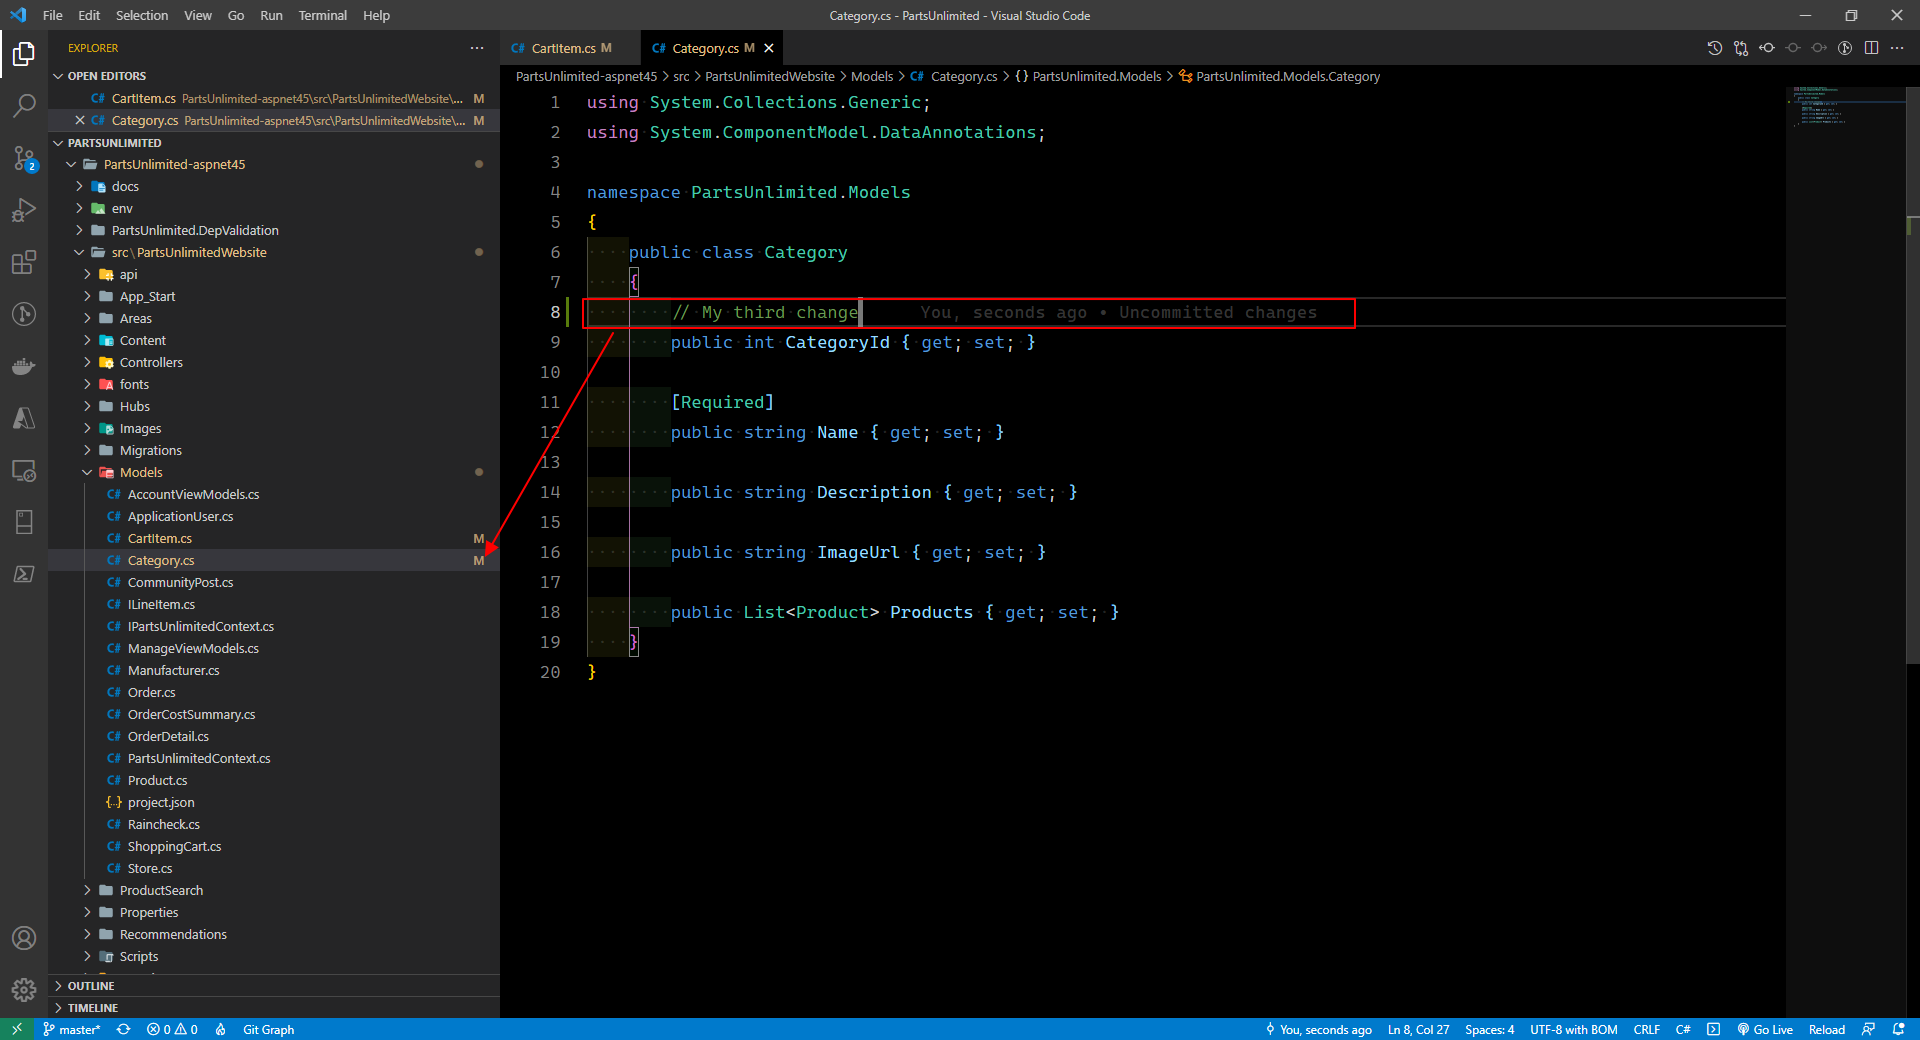 File Edit Selection View Go Run Terminal Help
Category.cs - PartsUnlimited - Visual Studio Code
EXPLORER
OPEN EDITORS
C# CartItem.cs PartsUnlimited-aspnet45\src\PartsUnlimitedWebsite\... M
C# Category.cs PartsUnlimited-aspnet45\src\PartsUnlimitedWebsite\... M
PARTSUNLIMITED
PartsUnlimited-aspnet45
docs
env
PartsUnlimited.DepValidation
src\PartsUnlimitedWebsite
api
App_Start
Areas
Content
Controllers
fonts
Hubs
Images
Migrations
Models
C# AccountViewModels.cs
C# ApplicationUser.cs
C# CartItem.cs M
C# Category.cs M
C# CommunityPost.cs
C# ILineItem.cs
C# IPartsUnlimitedContext.cs
C# ManageViewModels.cs
C# Manufacturer.cs
C# Order.cs
C# OrderCostSummary.cs
C# OrderDetail.cs
C# PartsUnlimitedContext.cs
C# Product.cs
{..} project.json
C# Raincheck.cs
C# ShoppingCart.cs
C# Store.cs
ProductSearch
Properties
Recommendations
Scripts
OUTLINE
TIMELINE
2
C# CartItem.cs M
C# Category.cs M
PartsUnlimited-aspnet45 > src > PartsUnlimitedWebsite > Models > C# Category.cs > {} PartsUnlimited.Models > PartsUnlimited.Models.Category
1 using System.Collections.Generic;
2 using System.ComponentModel.DataAnnotations;
3
4 namespace PartsUnlimited.Models
5 {
6 public class Category
7 {
8 // My third change You, seconds ago • Uncommitted changes
9 public int CategoryId { get; set; }
10
11 [Required]
12 public string Name { get; set; }
13
14 public string Description { get; set; }
15
16 public string ImageUrl { get; set; }
17
18 public List<Product> Products { get; set; }
19 }
20 }
master* 0 0 Git Graph
You, seconds ago Ln 8, Col 27 Spaces: 4 UTF-8 with BOM CRLF C# Go Live Reload